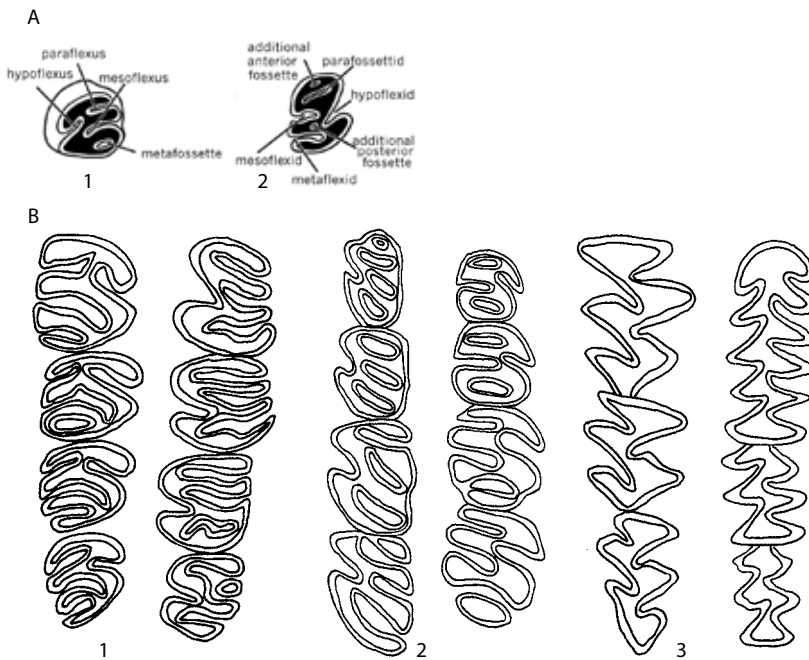 A
paraflexus
hypoflexus
mesoflexus
metafossette
1
additional
anterior
fossette
parafossettid
hypoflexid
additional
posterior
fossette
mesoflexid
metaflexid
2
B
1
2
3